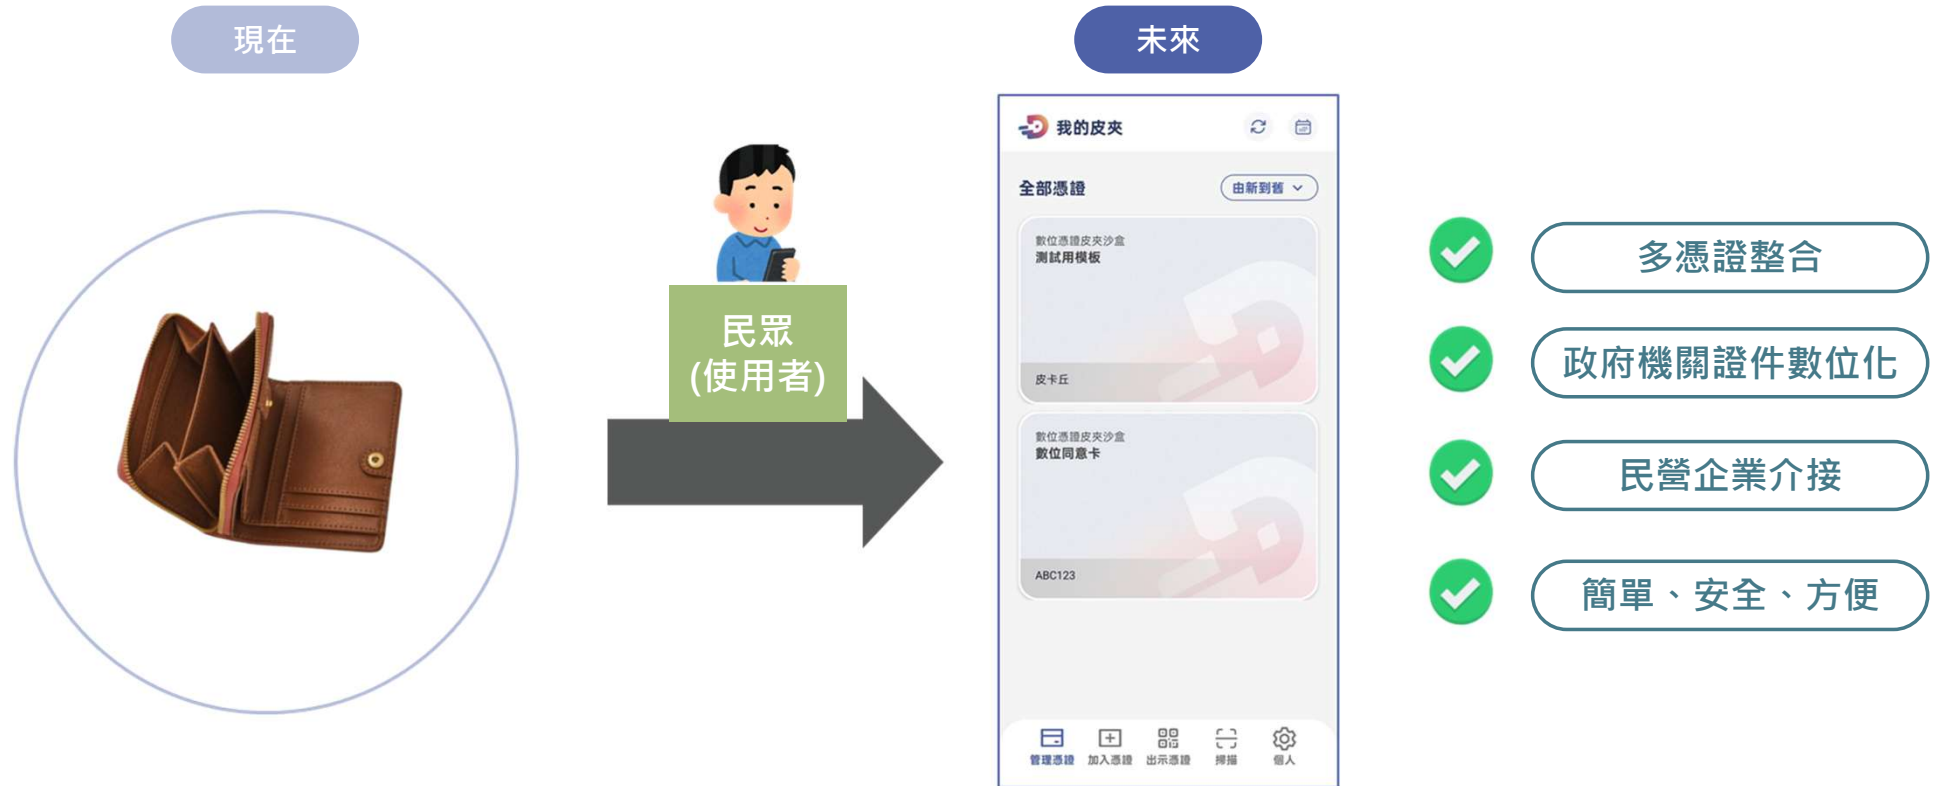 現在
未來
民眾
(使用者)
我的皮夾
全部憑證
由新到舊
數位憑證皮夾沙盒
測試用模板
皮卡丘
數位憑證皮夾沙盒
數位同意卡
ABC123
管理憑證
加入憑證
出示憑證
掃描
個人
多憑證整合
政府機關證件數位化
民營企業介接
簡單、安全、方便